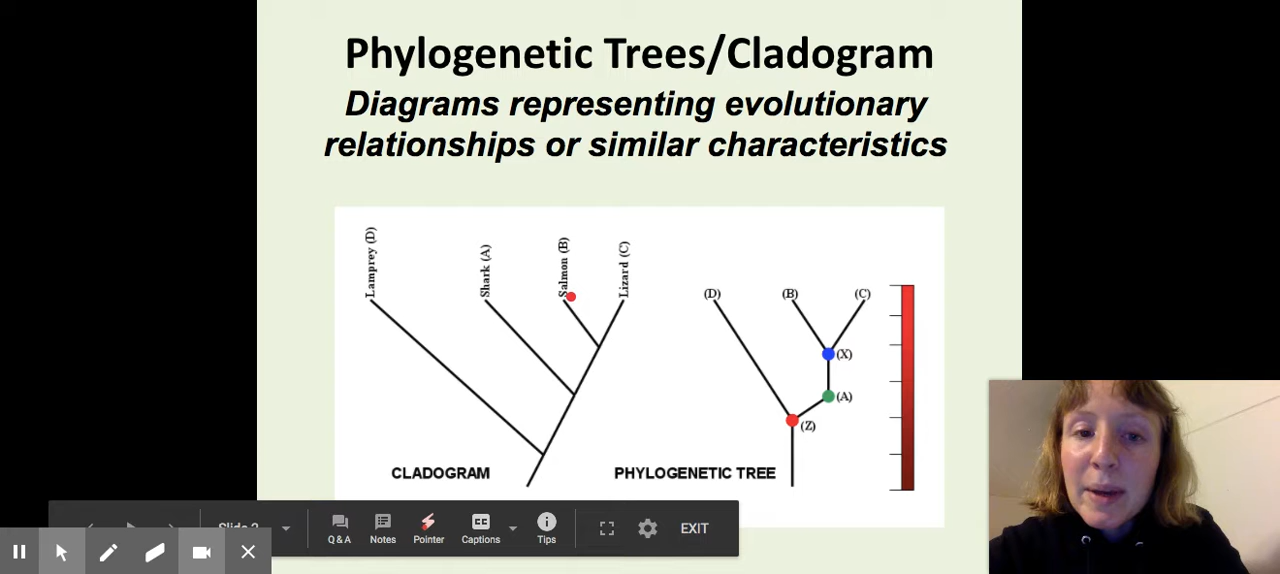 Phylogenetic Trees/Cladogram
Diagrams representing evolutionary
relationships or similar characteristics
Lamprey (D)
Shark (A)
Salmon (B)
Lizard (C)
(D)
(B)
(C)
(X)
(A)
(Z)
CLADOGRAM
PHYLOGENETIC TREE
Q & A
Notes
Pointer
CC
Captions
Tips
EXIT